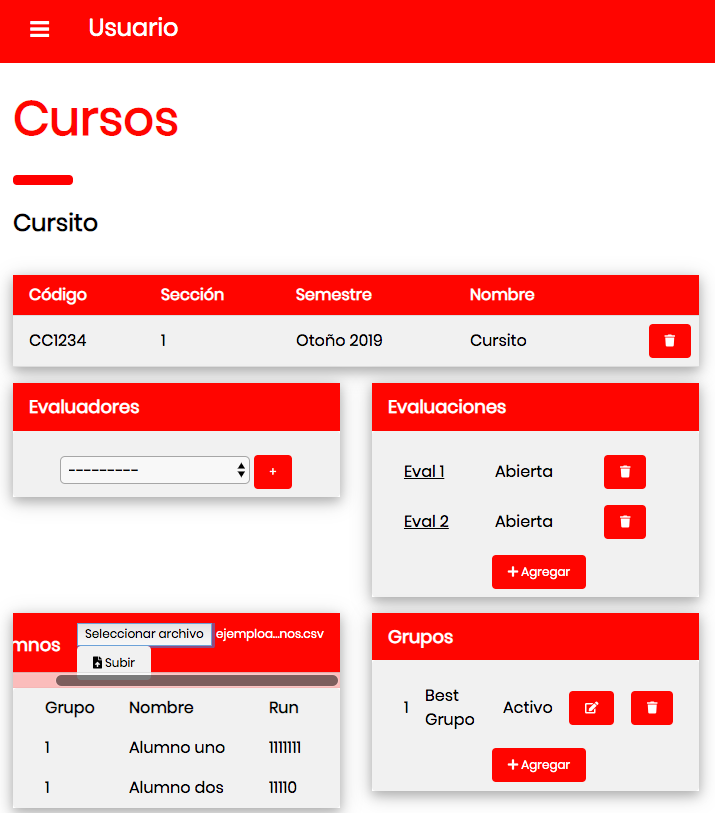 Usuario
Cursos
Cursito
Código Sección Semestre Nombre
CC1234 1 Otoño 2019 Cursito
Evaluadores
---------
+
Evaluaciones
Eval 1 Abierta
Eval 2 Abierta
+ Agregar
mnos Seleccionar archivo ejemploa...nos.csv
Subir
Grupo Nombre Run
1 Alumno uno 1111111
1 Alumno dos 11110
Grupos
1 Best Grupo Activo
+ Agregar